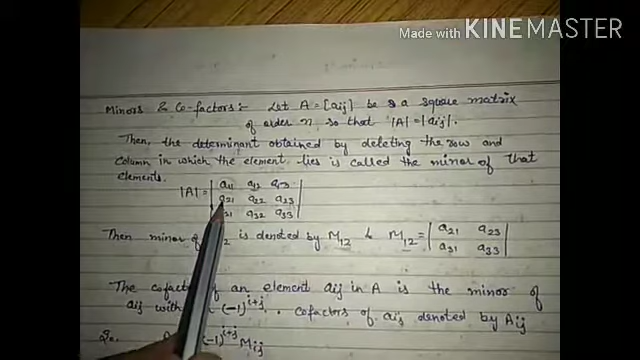 Made with KINEMASTER
Minors & Co-factors:- Let A = [aij] be a square matrix
of order n so that |A| = |aij|.
Then, the determinant obtained by deleting the row and
column in which the element lies is called the minor of that
elements.
|A| = | a11 a12 a13 |
a21 a22 a23
a32 a33
Then minor of is denoted by M12 & M12 = | a21 a23 |
| a31 a33 |
The cofactor of an element aij in A is the minor of
aij with (-1)^i+j. cofactors of aij denoted by Aij
(-1)^i+j Mij